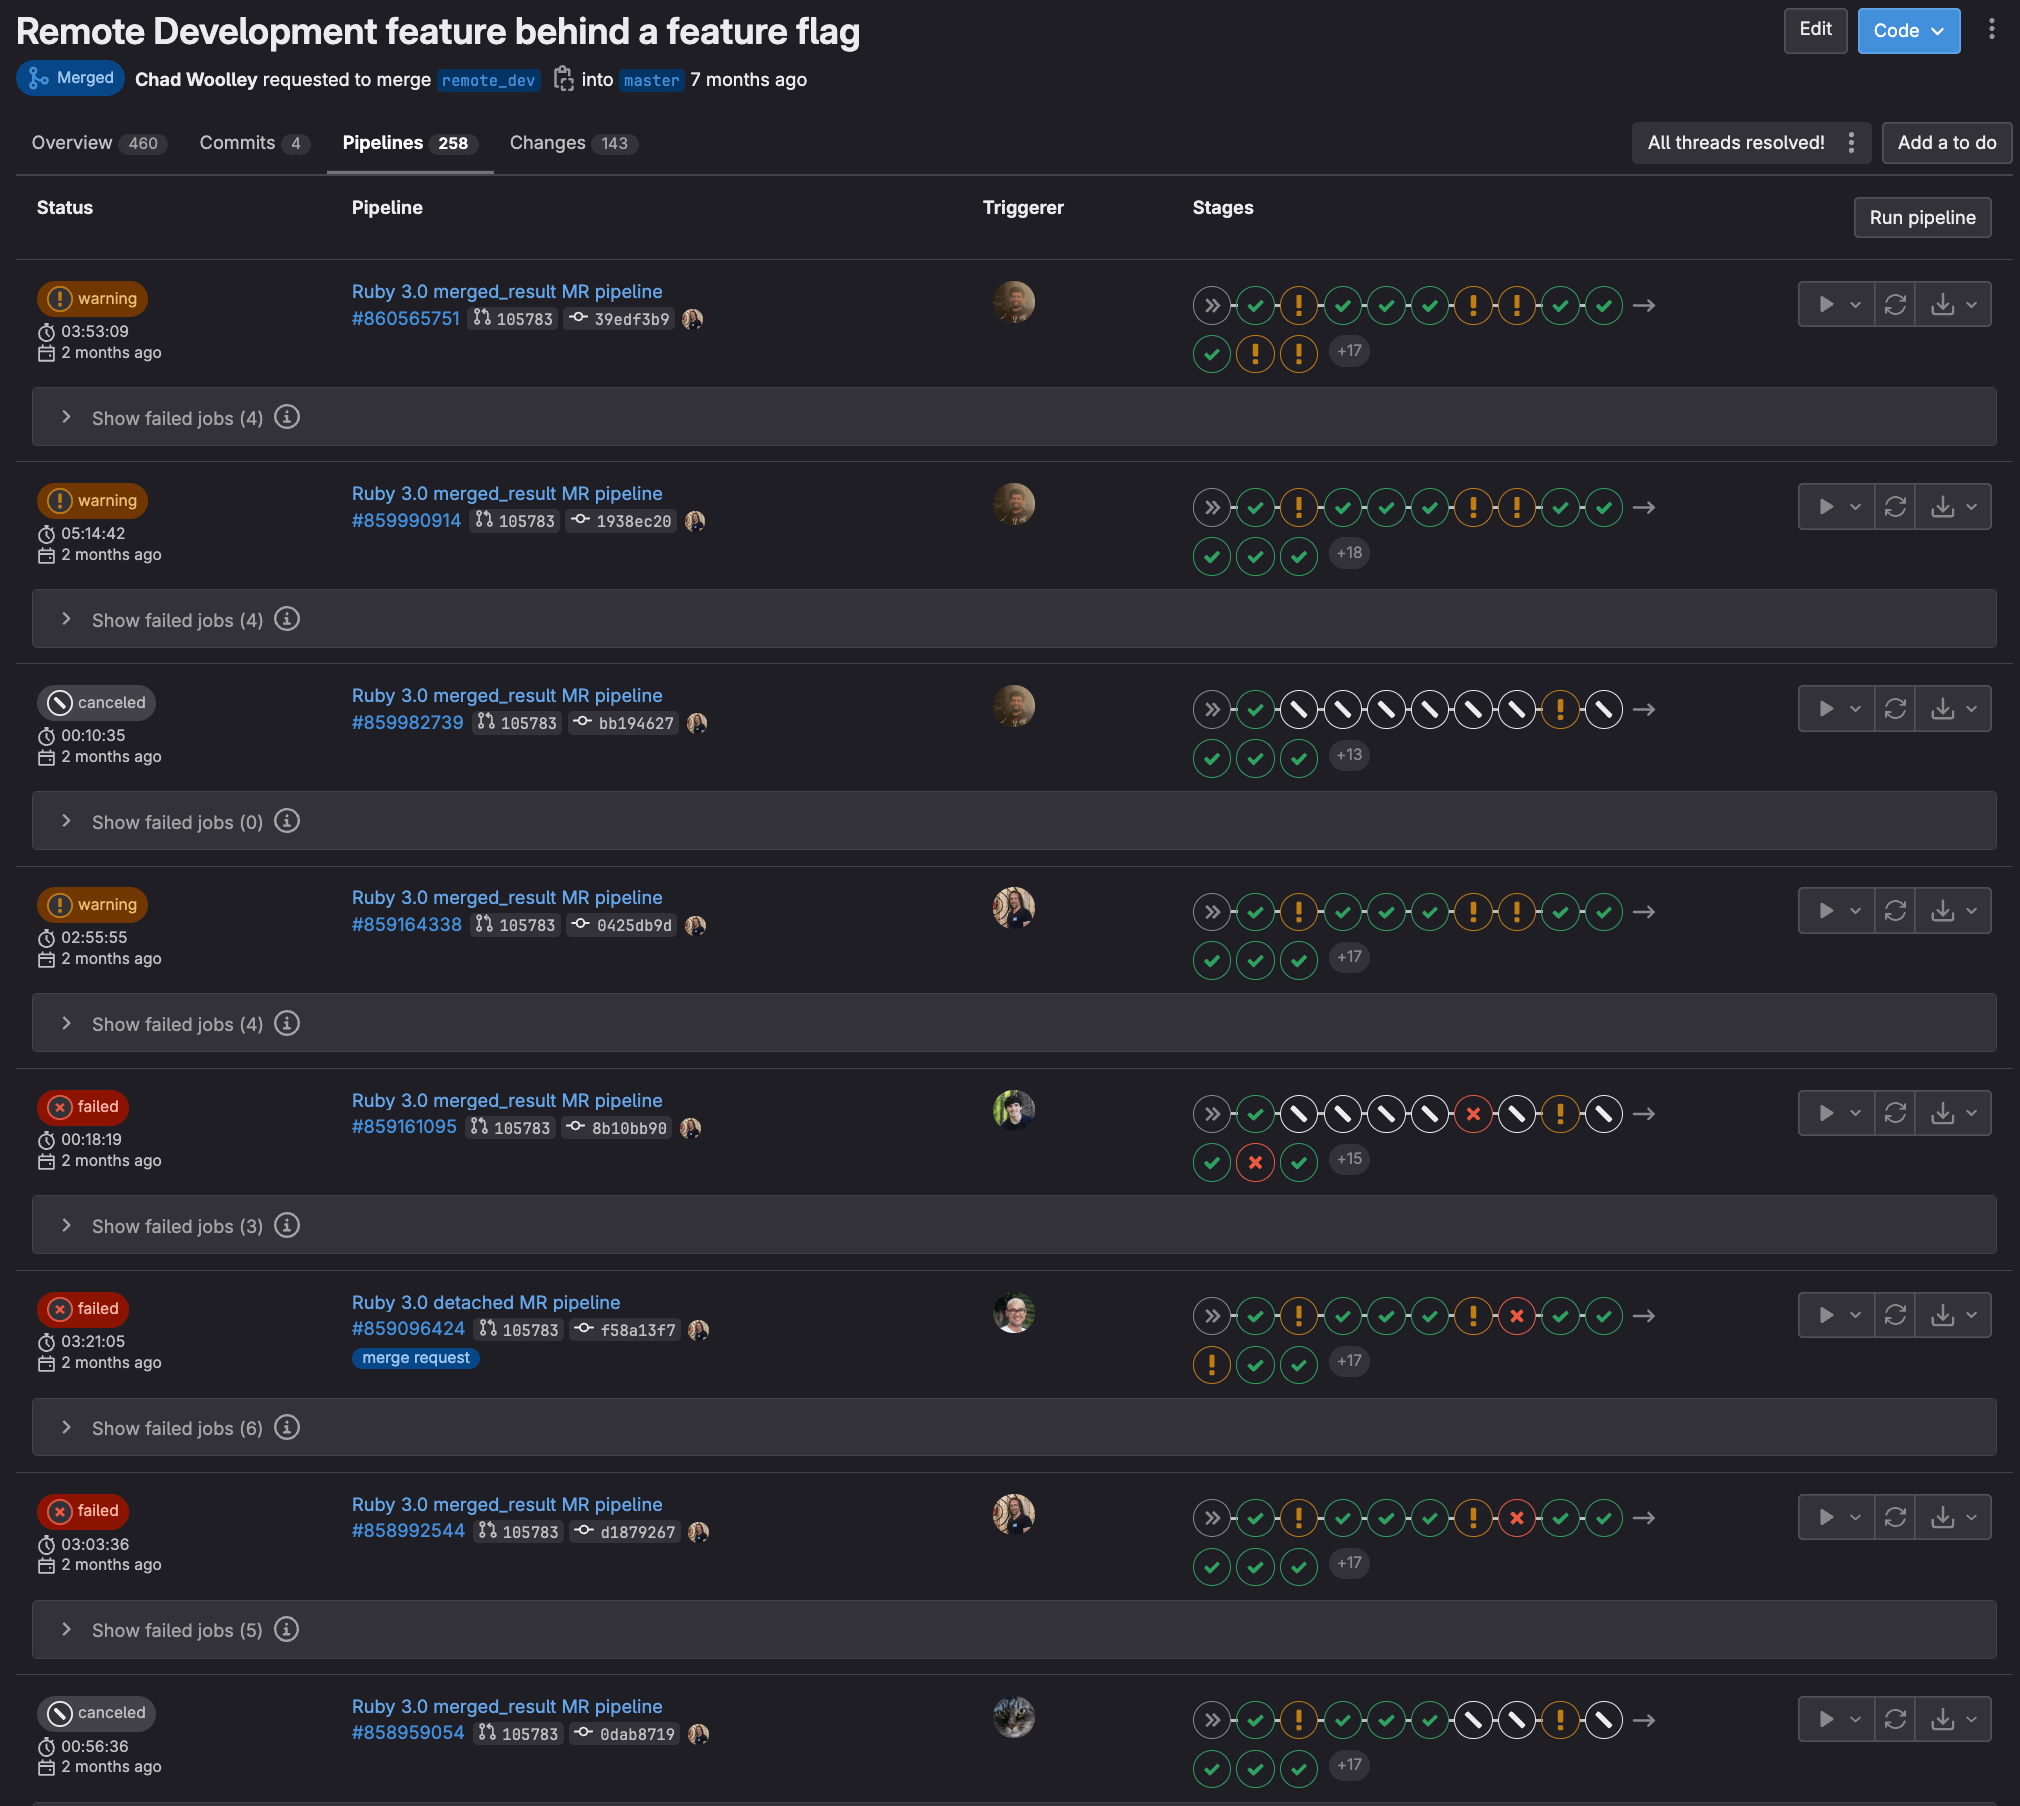 Remote Development feature behind a feature flag
Edit
Code
Merged Chad Woolley requested to merge remote_dev into master 7 months ago
Overview 460 Commits 4 Pipelines 258 Changes 143
All threads resolved! Add a to do
Status Pipeline Triggerer Stages Run pipeline
warning Ruby 3.0 merged_result MR pipeline
#860565751 105783 39edf3b9
03:53:09
2 months ago
+17
Show failed jobs (4)
warning Ruby 3.0 merged_result MR pipeline
#859990914 105783 1938ec20
05:14:42
2 months ago
+18
Show failed jobs (4)
canceled Ruby 3.0 merged_result MR pipeline
#859982739 105783 bb194627
00:10:35
2 months ago
+13
Show failed jobs (0)
warning Ruby 3.0 merged_result MR pipeline
#859164338 105783 0425db9d
02:55:55
2 months ago
+17
Show failed jobs (4)
failed Ruby 3.0 merged_result MR pipeline
#859161095 105783 8b10bb90
00:18:19
2 months ago
+15
Show failed jobs (3)
failed Ruby 3.0 detached MR pipeline
#859096424 105783 f58a13f7
03:21:05
merge request
2 months ago
+17
Show failed jobs (6)
failed Ruby 3.0 merged_result MR pipeline
#858992544 105783 d1879267
03:03:36
2 months ago
+17
Show failed jobs (5)
canceled Ruby 3.0 merged_result MR pipeline
#858959054 105783 0dab8719
00:56:36
2 months ago
+17